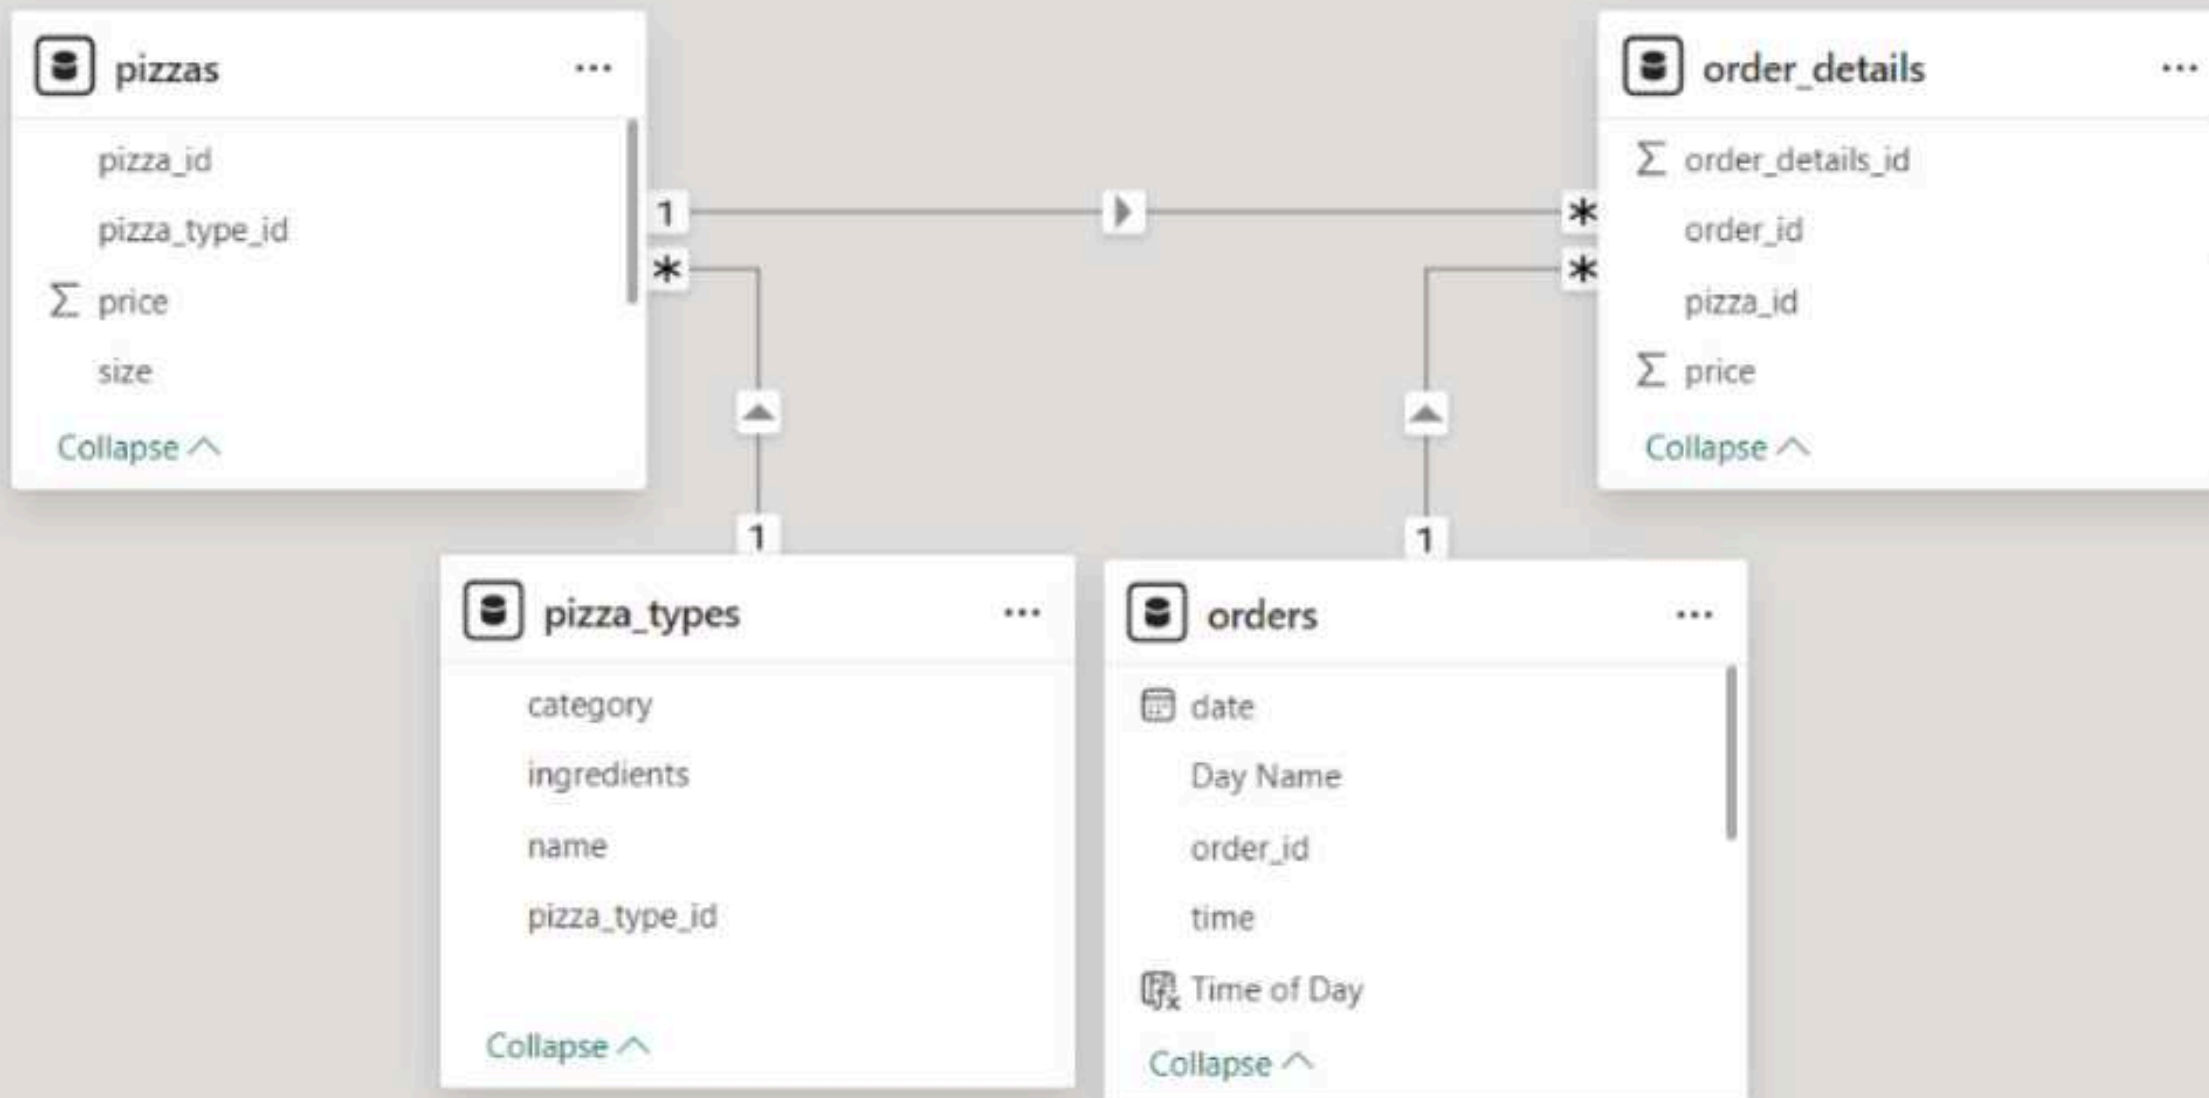 pizzas ...
pizza_id
pizza_type_id
Σ price
size
Collapse
1
*
order_details ...
Σ order_details_id
order_id
pizza_id
Σ price
Collapse
*
*
1
pizza_types ...
category
ingredients
name
pizza_type_id
Collapse
1
orders ...
date
Day Name
order_id
time
Time of Day
Collapse